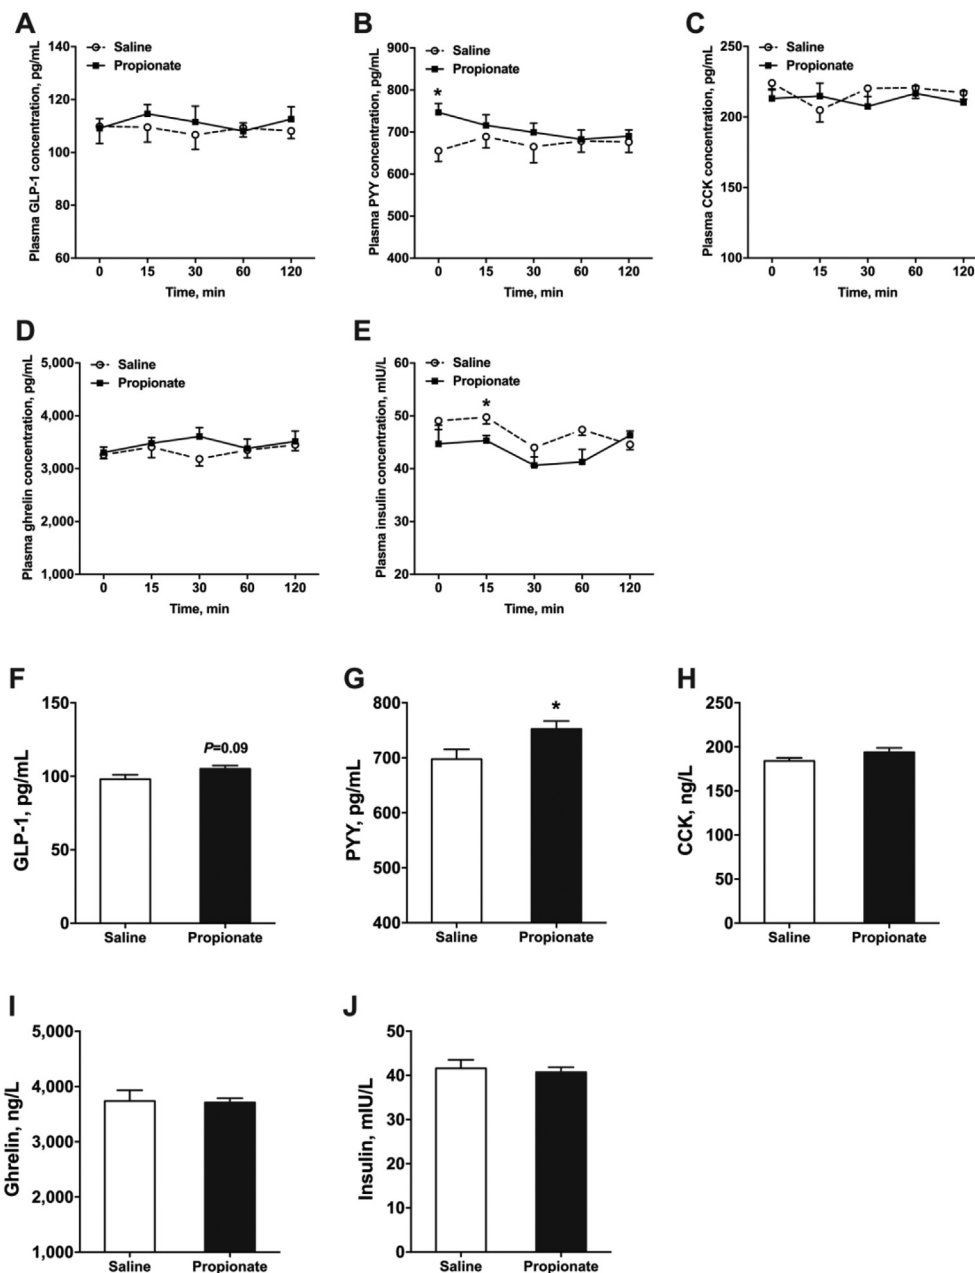 A
Saline
Propionate
Plasma GLP-1 concentration, pg/mL
140
120
100
80
60
0 15 30 60 120
Time, min
B
Saline
Propionate
Plasma PYY concentration, pg/mL
900
800
700
600
500
400
*
0 15 30 60 120
Time, min
C
Saline
Propionate
Plasma CCK concentration, pg/mL
250
200
150
100
0 15 30 60 120
Time, min
D
Saline
Propionate
Plasma ghrelin concentration, pg/mL
5,000
4,000
3,000
2,000
1,000
0 15 30 60 120
Time, min
E
Saline
Propionate
Plasma insulin concentration, mIU/L
60
50
40
30
20
*
0 15 30 60 120
Time, min
F
GLP-1, pg/mL
150
100
50
0
P=0.09
Saline Propionate
G
PYY, pg/mL
800
700
600
500
400
*
Saline Propionate
H
CCK, ng/L
250
200
150
100
50
0
Saline Propionate
I
Ghrelin, ng/L
5,000
4,000
3,000
2,000
1,000
Saline Propionate
J
Insulin, mIU/L
50
40
30
20
10
0
Saline Propionate